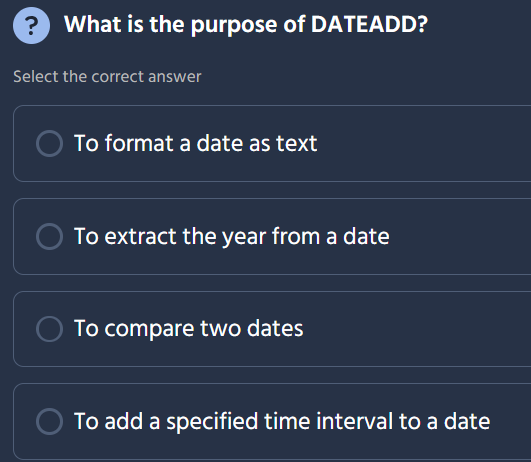 ? What is the purpose of DATEADD?
Select the correct answer
To format a date as text
To extract the year from a date
To compare two dates
To add a specified time interval to a date